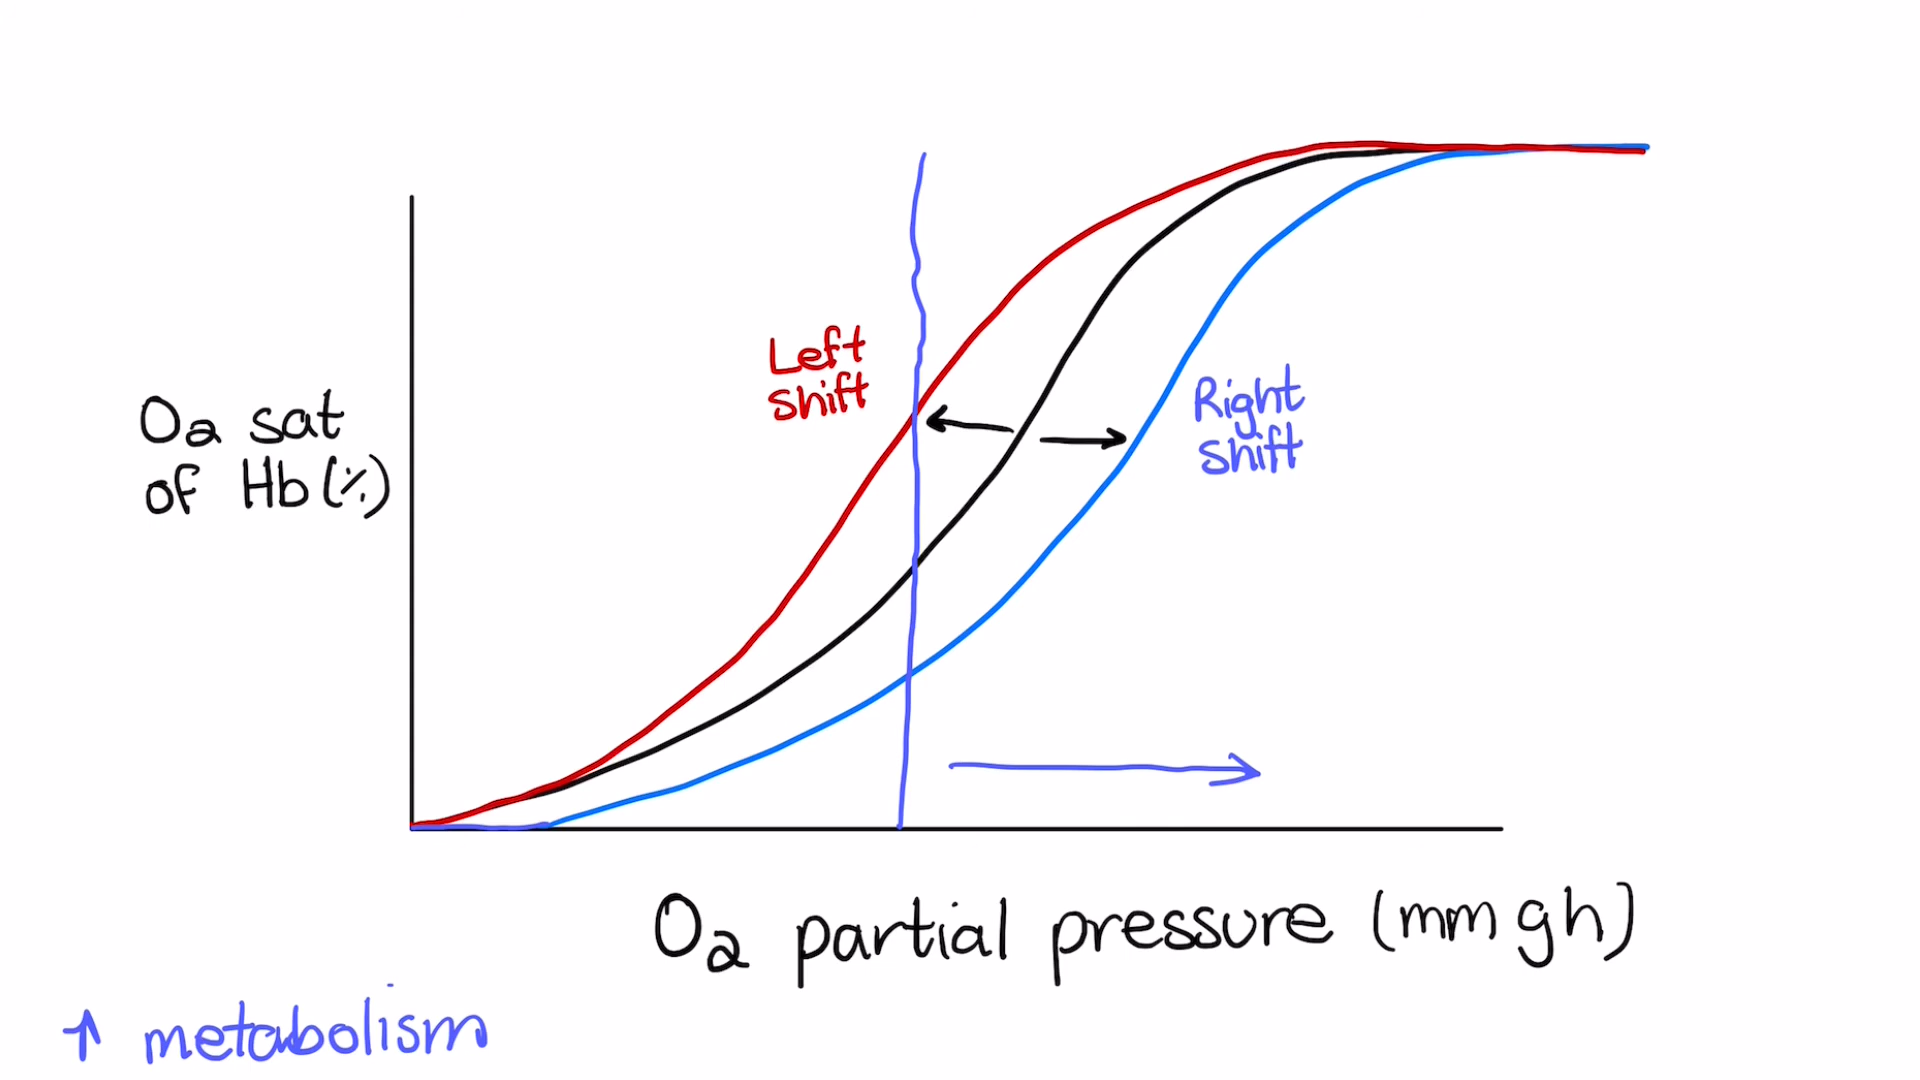 Left
shift
Right
shift
O2 sat
of Hb (%)
O2 partial pressure (mm gh)
↑ metabolism